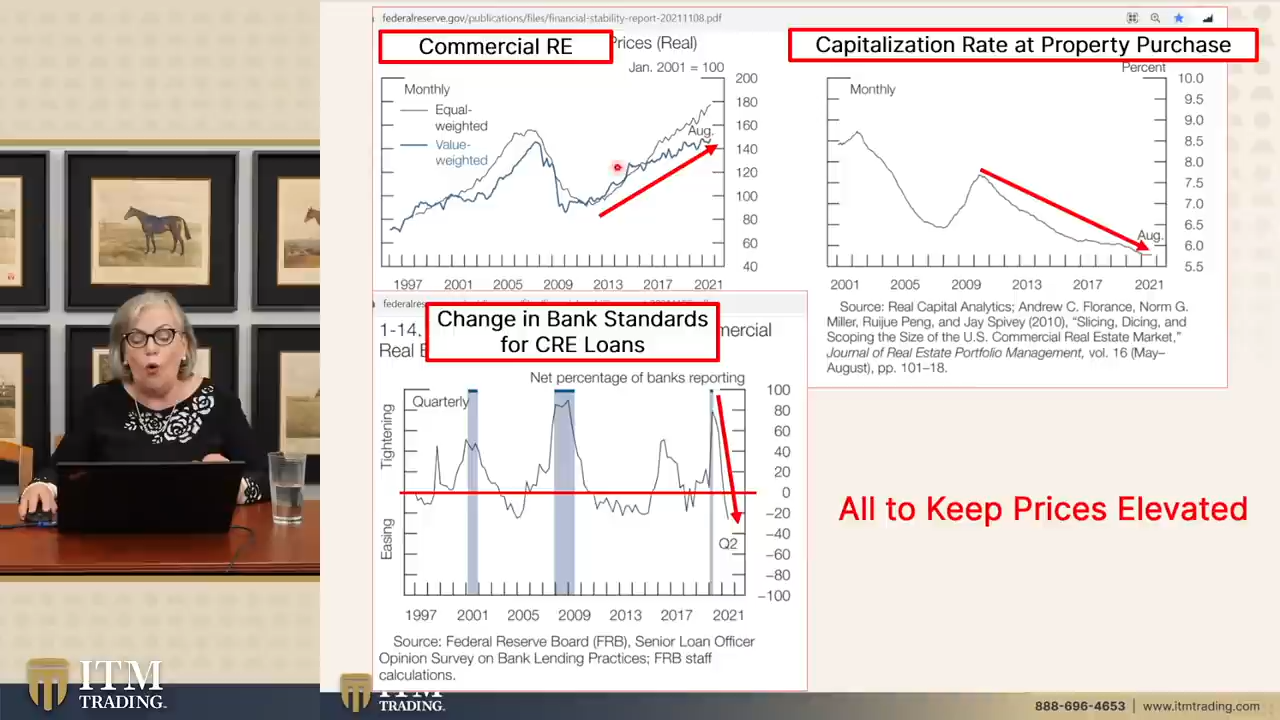 federalreserve.gov/publications/files/financial-stability-report-20211108.pdf
Commercial RE
Prices (Real)
Jan. 2001 = 100
Monthly
Equal-
weighted
Value-
weighted
Aug.
200
180
160
140
120
100
80
60
40
1997 2001 2005 2009 2013 2017 2021
Capitalization Rate at Property Purchase
Percent
Monthly
Aug.
10.0
9.5
9.0
8.5
8.0
7.5
7.0
6.5
6.0
5.5
2001 2005 2009 2013 2017 2021
Source: Real Capital Analytics; Andrew C. Florance, Norm G.
Miller, Ruijue Peng, and Jay Spivey (2010), “Slicing, Dicing, and
Scoping the Size of the U.S. Commercial Real Estate Market,”
Journal of Real Estate Portfolio Management, vol. 16 (May–
August), pp. 101–18.
Change in Bank Standards
for CRE Loans
1-14.
Real
Net percentage of banks reporting
Quarterly
Tightening
Easing
Q2
100
80
60
40
20
0
−20
−40
−60
−80
−100
1997 2001 2005 2009 2013 2017 2021
Source: Federal Reserve Board (FRB), Senior Loan Officer
Opinion Survey on Bank Lending Practices; FRB staff
calculations.
All to Keep Prices Elevated
ITM
TRADING
ITM
TRADING.
888-696-4653 | www.itmtrading.com